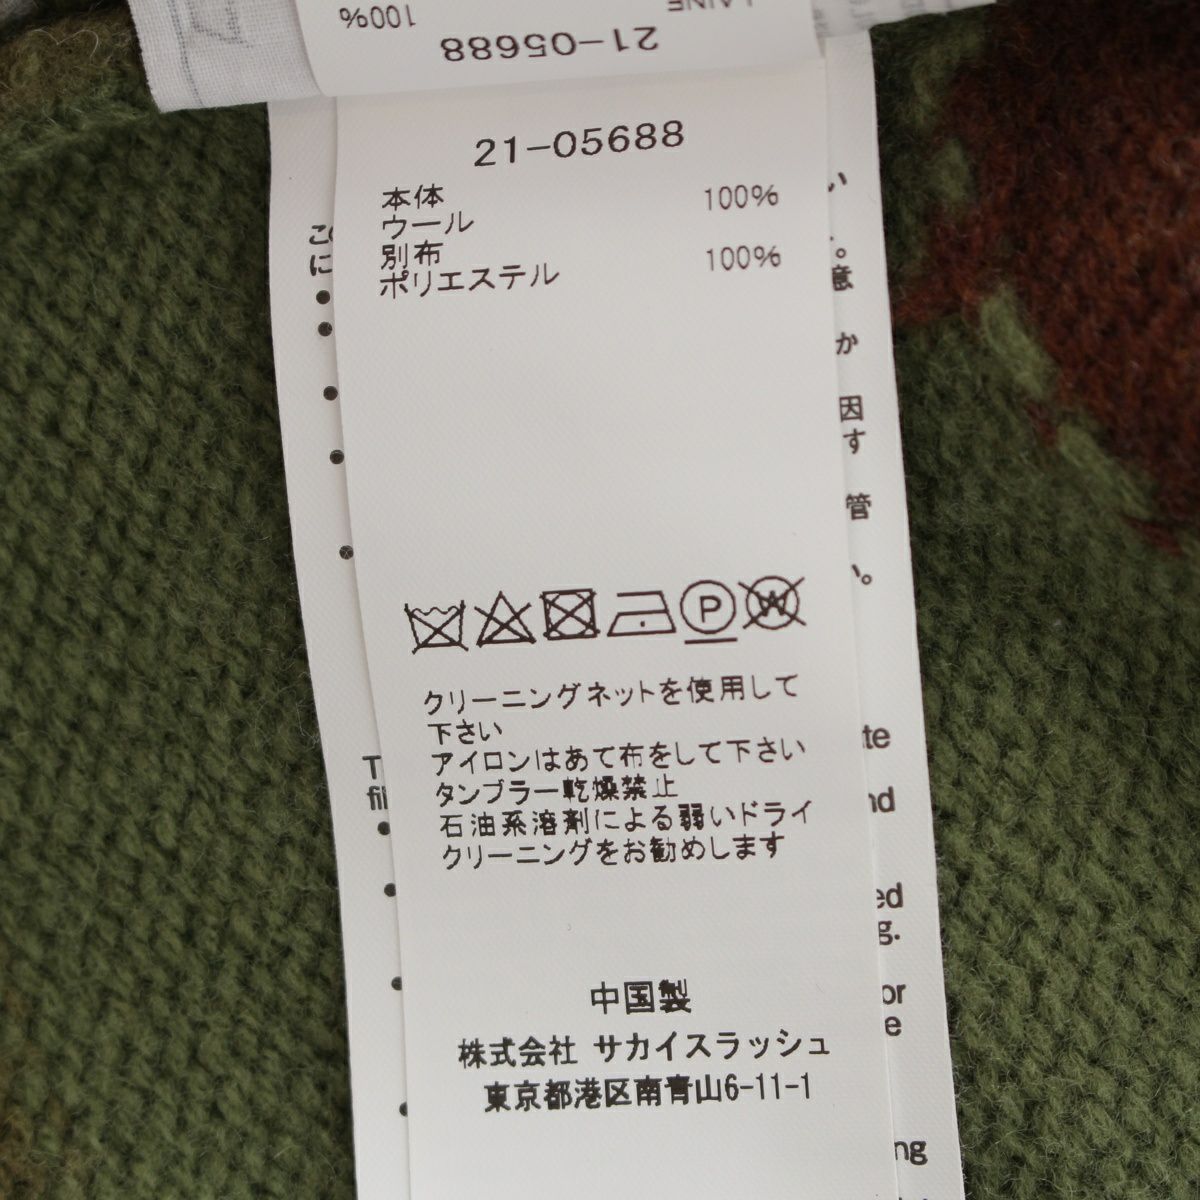 100%
LAINE
21-05688
21-05688
本体 100%
ウール
別布 100%
ポリエステル
P
W
クリーニングネットを使用して
下さい
アイロンはあて布をして下さい
タンブラー乾燥禁止
石油系溶剤による弱いドライ
クリーニングをお勧めします
中国製
株式会社 サカイスラッシュ
東京都港区南青山6-11-1